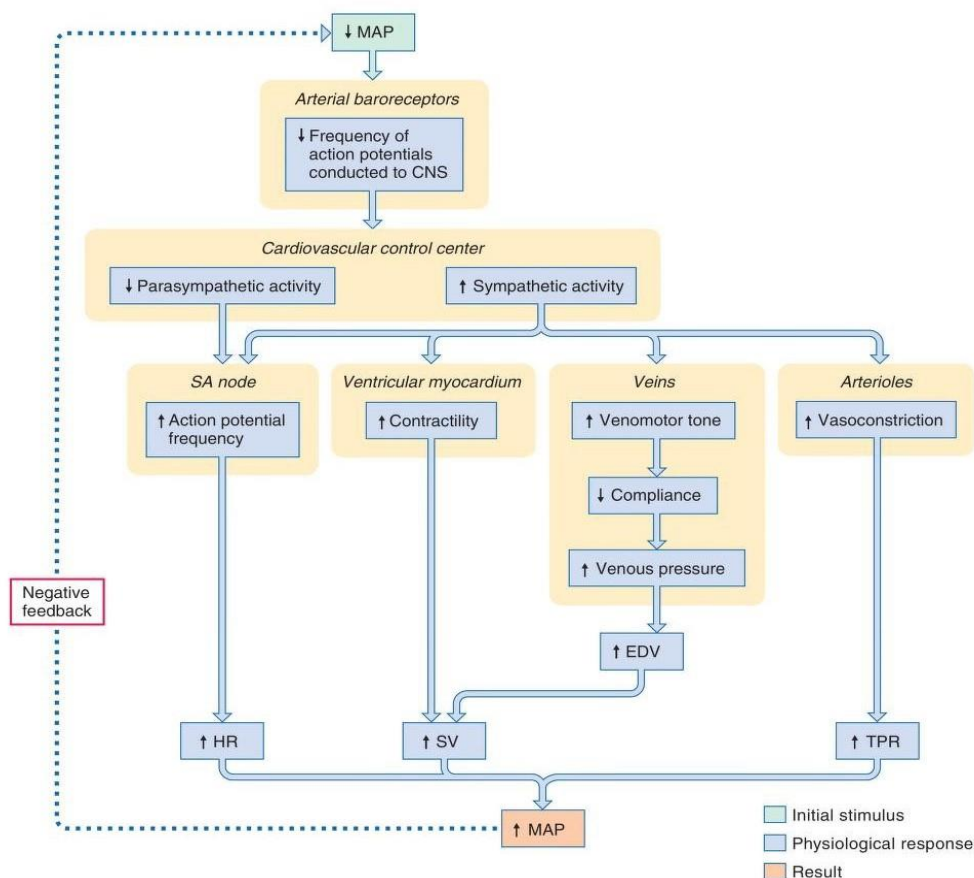 ↓ MAP
Arterial baroreceptors
↓ Frequency of
action potentials
conducted to CNS
Cardiovascular control center
↓ Parasympathetic activity
↑ Sympathetic activity
SA node
Ventricular myocardium
Veins
Arterioles
↑ Action potential
frequency
↑ Contractility
↑ Venomotor tone
↑ Vasoconstriction
↓ Compliance
↑ Venous pressure
Negative
feedback
↑ EDV
↑ HR
↑ SV
↑ TPR
↑ MAP
Initial stimulus
Physiological response
Result